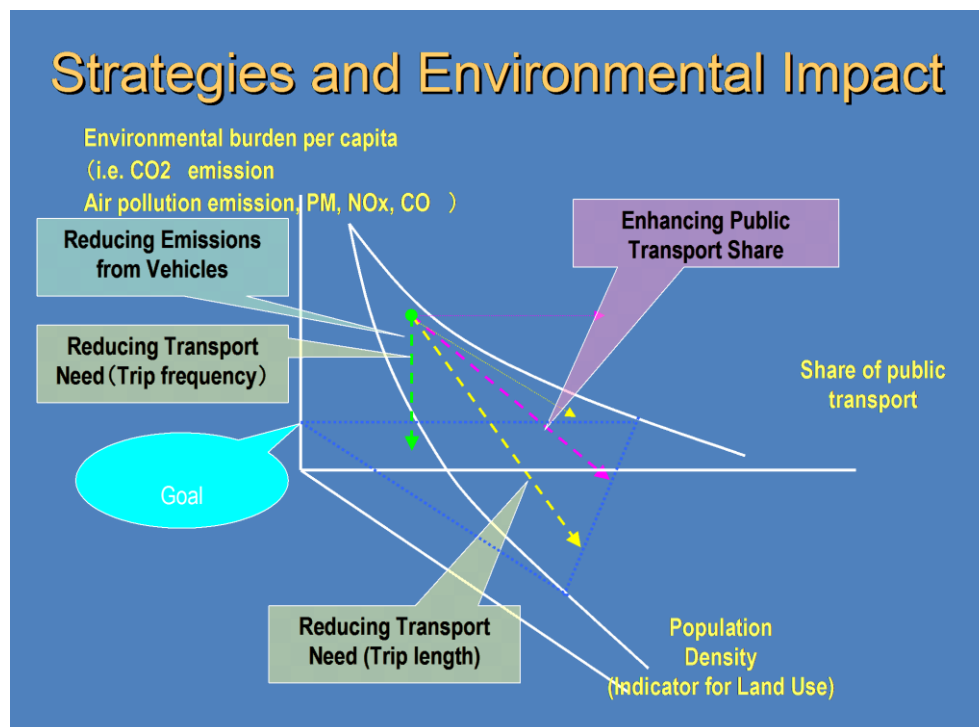 Strategies and Environmental Impact
Environmental burden per capita
（i.e. CO2 emission
Air pollution emission, PM, NOx, CO ）
Reducing Emissions
from Vehicles
Enhancing Public
Transport Share
Reducing Transport
Need（Trip frequency）
Share of public
transport
Goal
Reducing Transport
Need (Trip length)
Population
Density
(Indicator for Land Use)